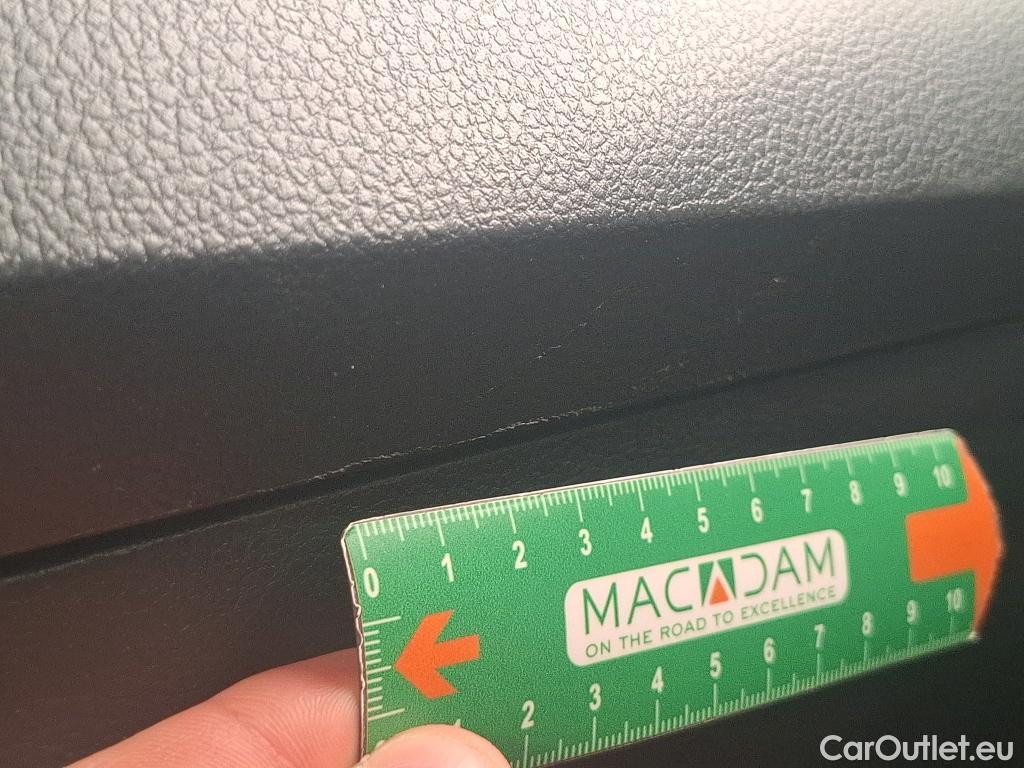 0 1 2 3 4 5 6 7 8 9 10
MACADAM
ON THE ROAD TO EXCELLENCE
1 2 3 4 5 6 7 8 9 10
CarOutlet.eu